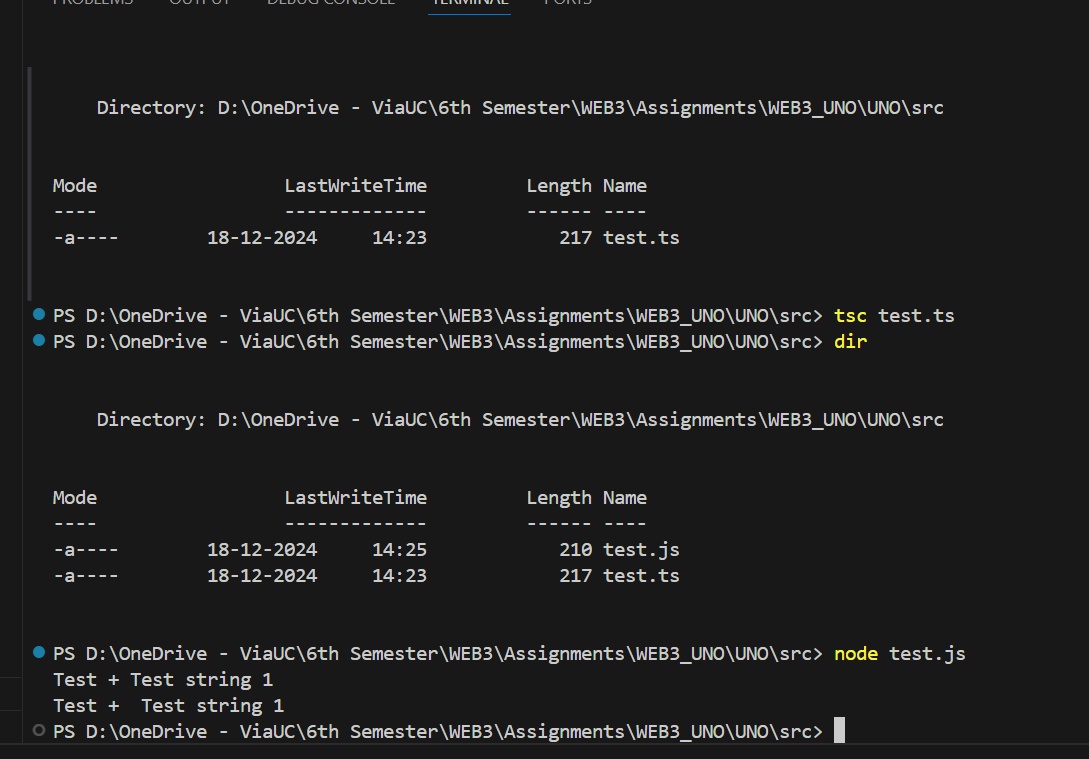 PROBLEMS OUTPUT DEBUG CONSOLE TERMINAL PORTS
Directory: D:\OneDrive - ViaUC\6th Semester\WEB3\Assignments\WEB3_UNO\UNO\src
Mode LastWriteTime Length Name
---- ------------- ------ ----
-a---- 18-12-2024 14:23 217 test.ts
PS D:\OneDrive - ViaUC\6th Semester\WEB3\Assignments\WEB3_UNO\UNO\src> tsc test.ts
PS D:\OneDrive - ViaUC\6th Semester\WEB3\Assignments\WEB3_UNO\UNO\src> dir
Directory: D:\OneDrive - ViaUC\6th Semester\WEB3\Assignments\WEB3_UNO\UNO\src
Mode LastWriteTime Length Name
---- ------------- ------ ----
-a---- 18-12-2024 14:25 210 test.js
-a---- 18-12-2024 14:23 217 test.ts
PS D:\OneDrive - ViaUC\6th Semester\WEB3\Assignments\WEB3_UNO\UNO\src> node test.js
Test + Test string 1
Test +  Test string 1
PS D:\OneDrive - ViaUC\6th Semester\WEB3\Assignments\WEB3_UNO\UNO\src>